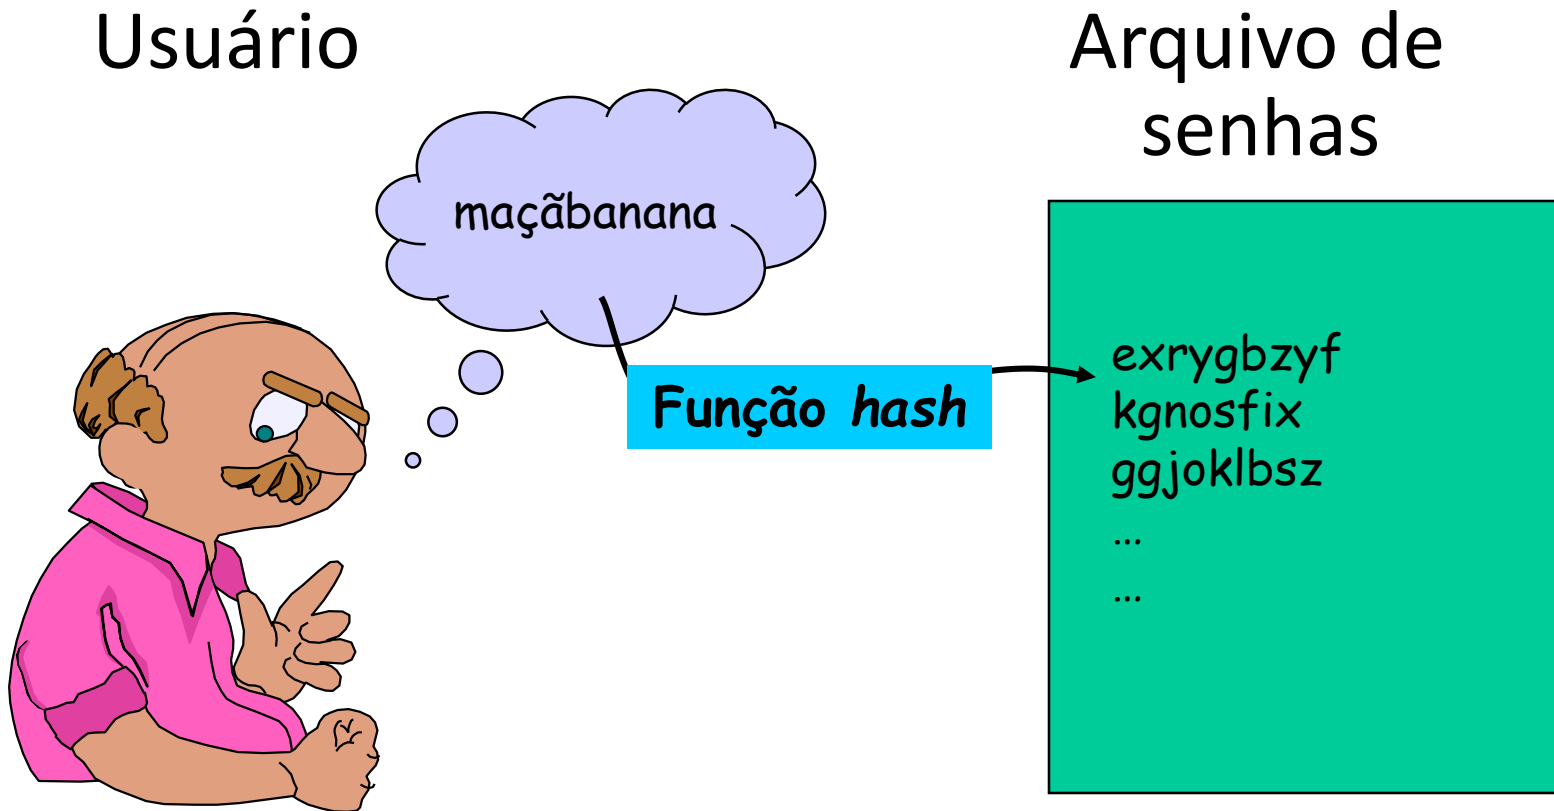 Usuário
Arquivo de
senhas
maçãbanana
Função hash
exrygbzyf
kgnosfix
ggjoklbsz
...
...